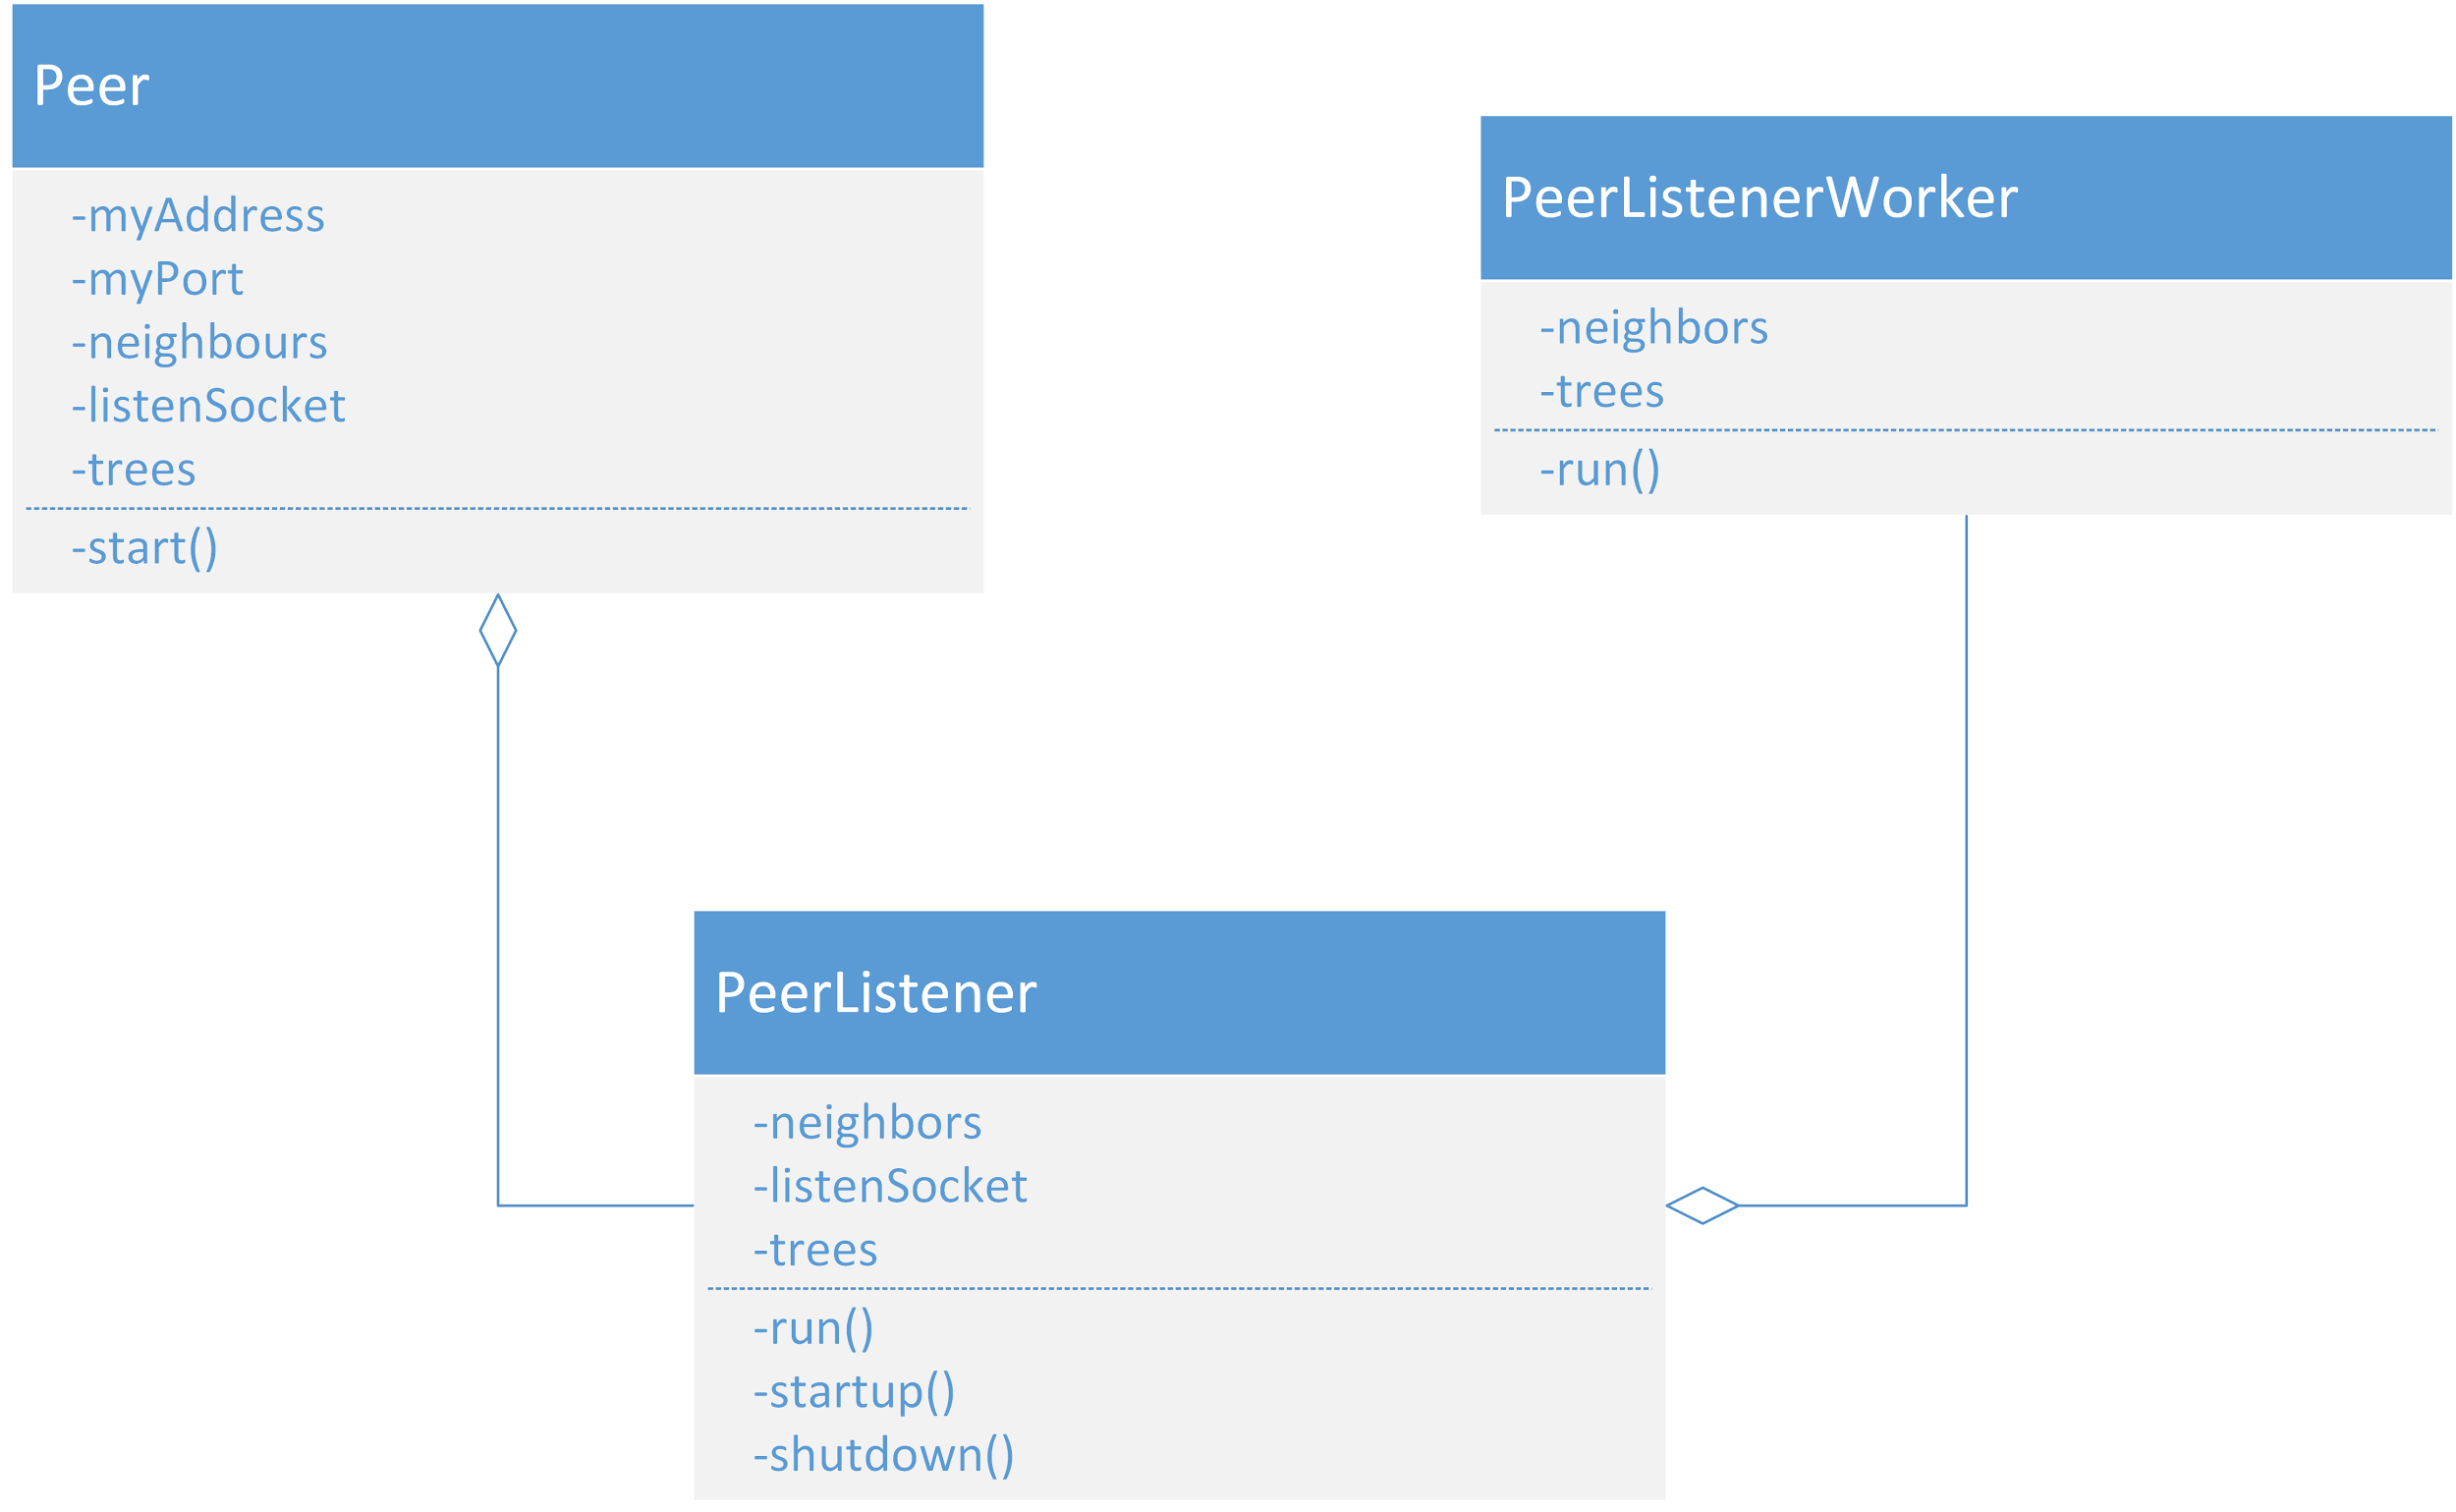 Peer
-myAddress
-myPort
-neighbours
-listenSocket
-trees
-start()
PeerListenerWorker
-neighbors
-trees
-run()
PeerListener
-neighbors
-listenSocket
-trees
-run()
-startup()
-shutdown()